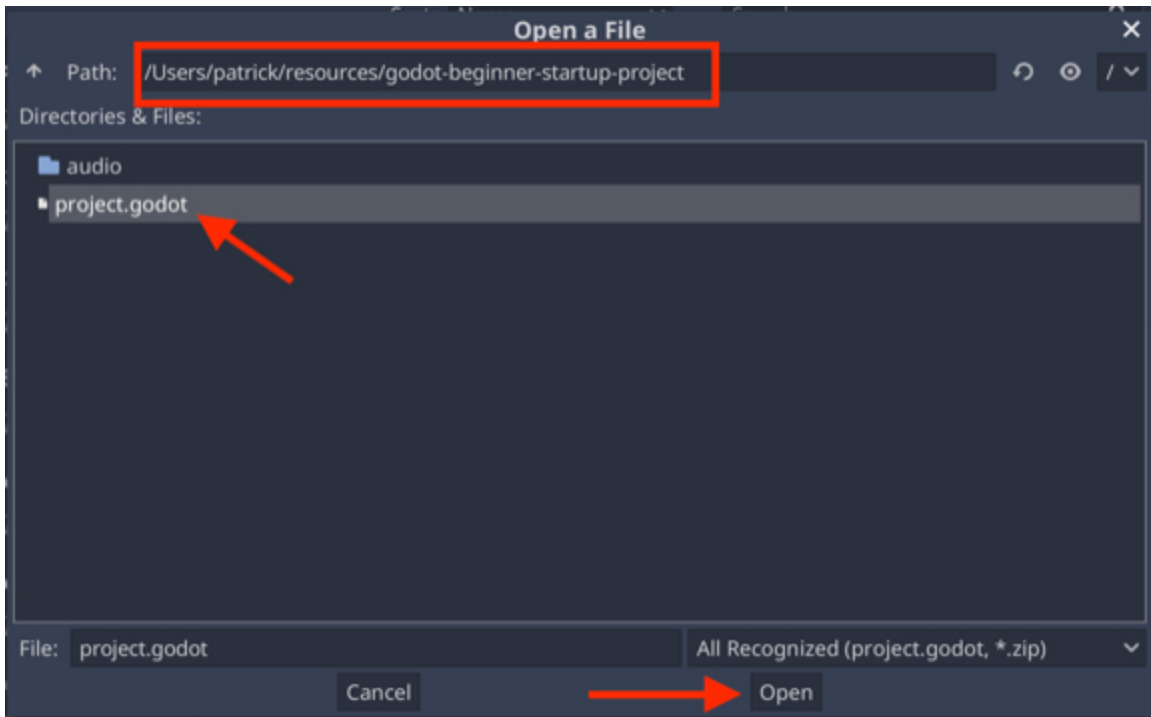 Open a File
Path: /Users/patrick/resources/godot-beginner-startup-project /
Directories & Files:
audio
project.godot
File: project.godot All Recognized (project.godot, *.zip)
Cancel Open